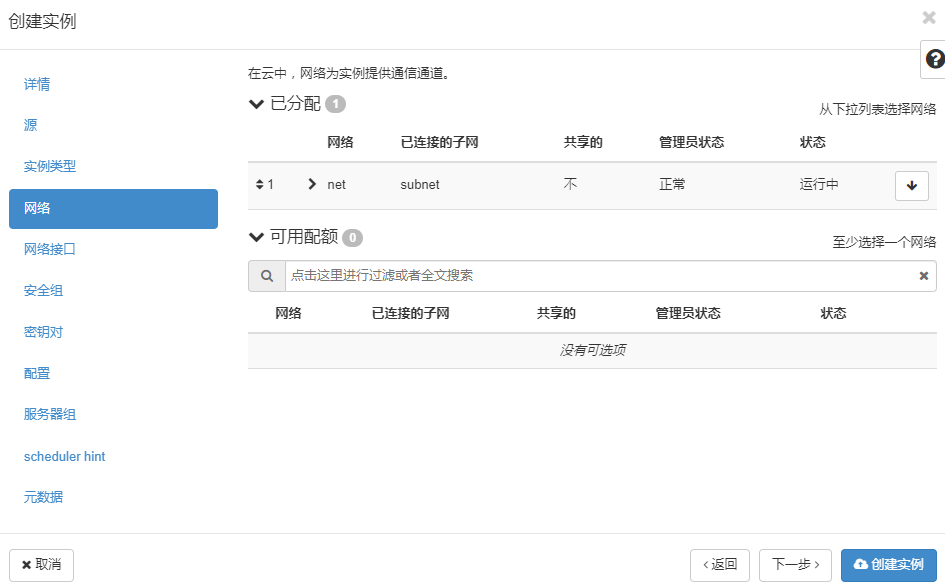 创建实例
详情
源
实例类型
网络
网络接口
安全组
密钥对
配置
服务器组
scheduler hint
元数据
在云中，网络为实例提供通信通道。
已分配 1
从下拉列表选择网络
网络 已连接的子网 共享的 管理员状态 状态
1 net subnet 不 正常 运行中
可用配额 0
至少选择一个网络
点击这里进行过滤或者全文搜索
网络 已连接的子网 共享的 管理员状态 状态
没有可选项
取消
返回 下一步 创建实例